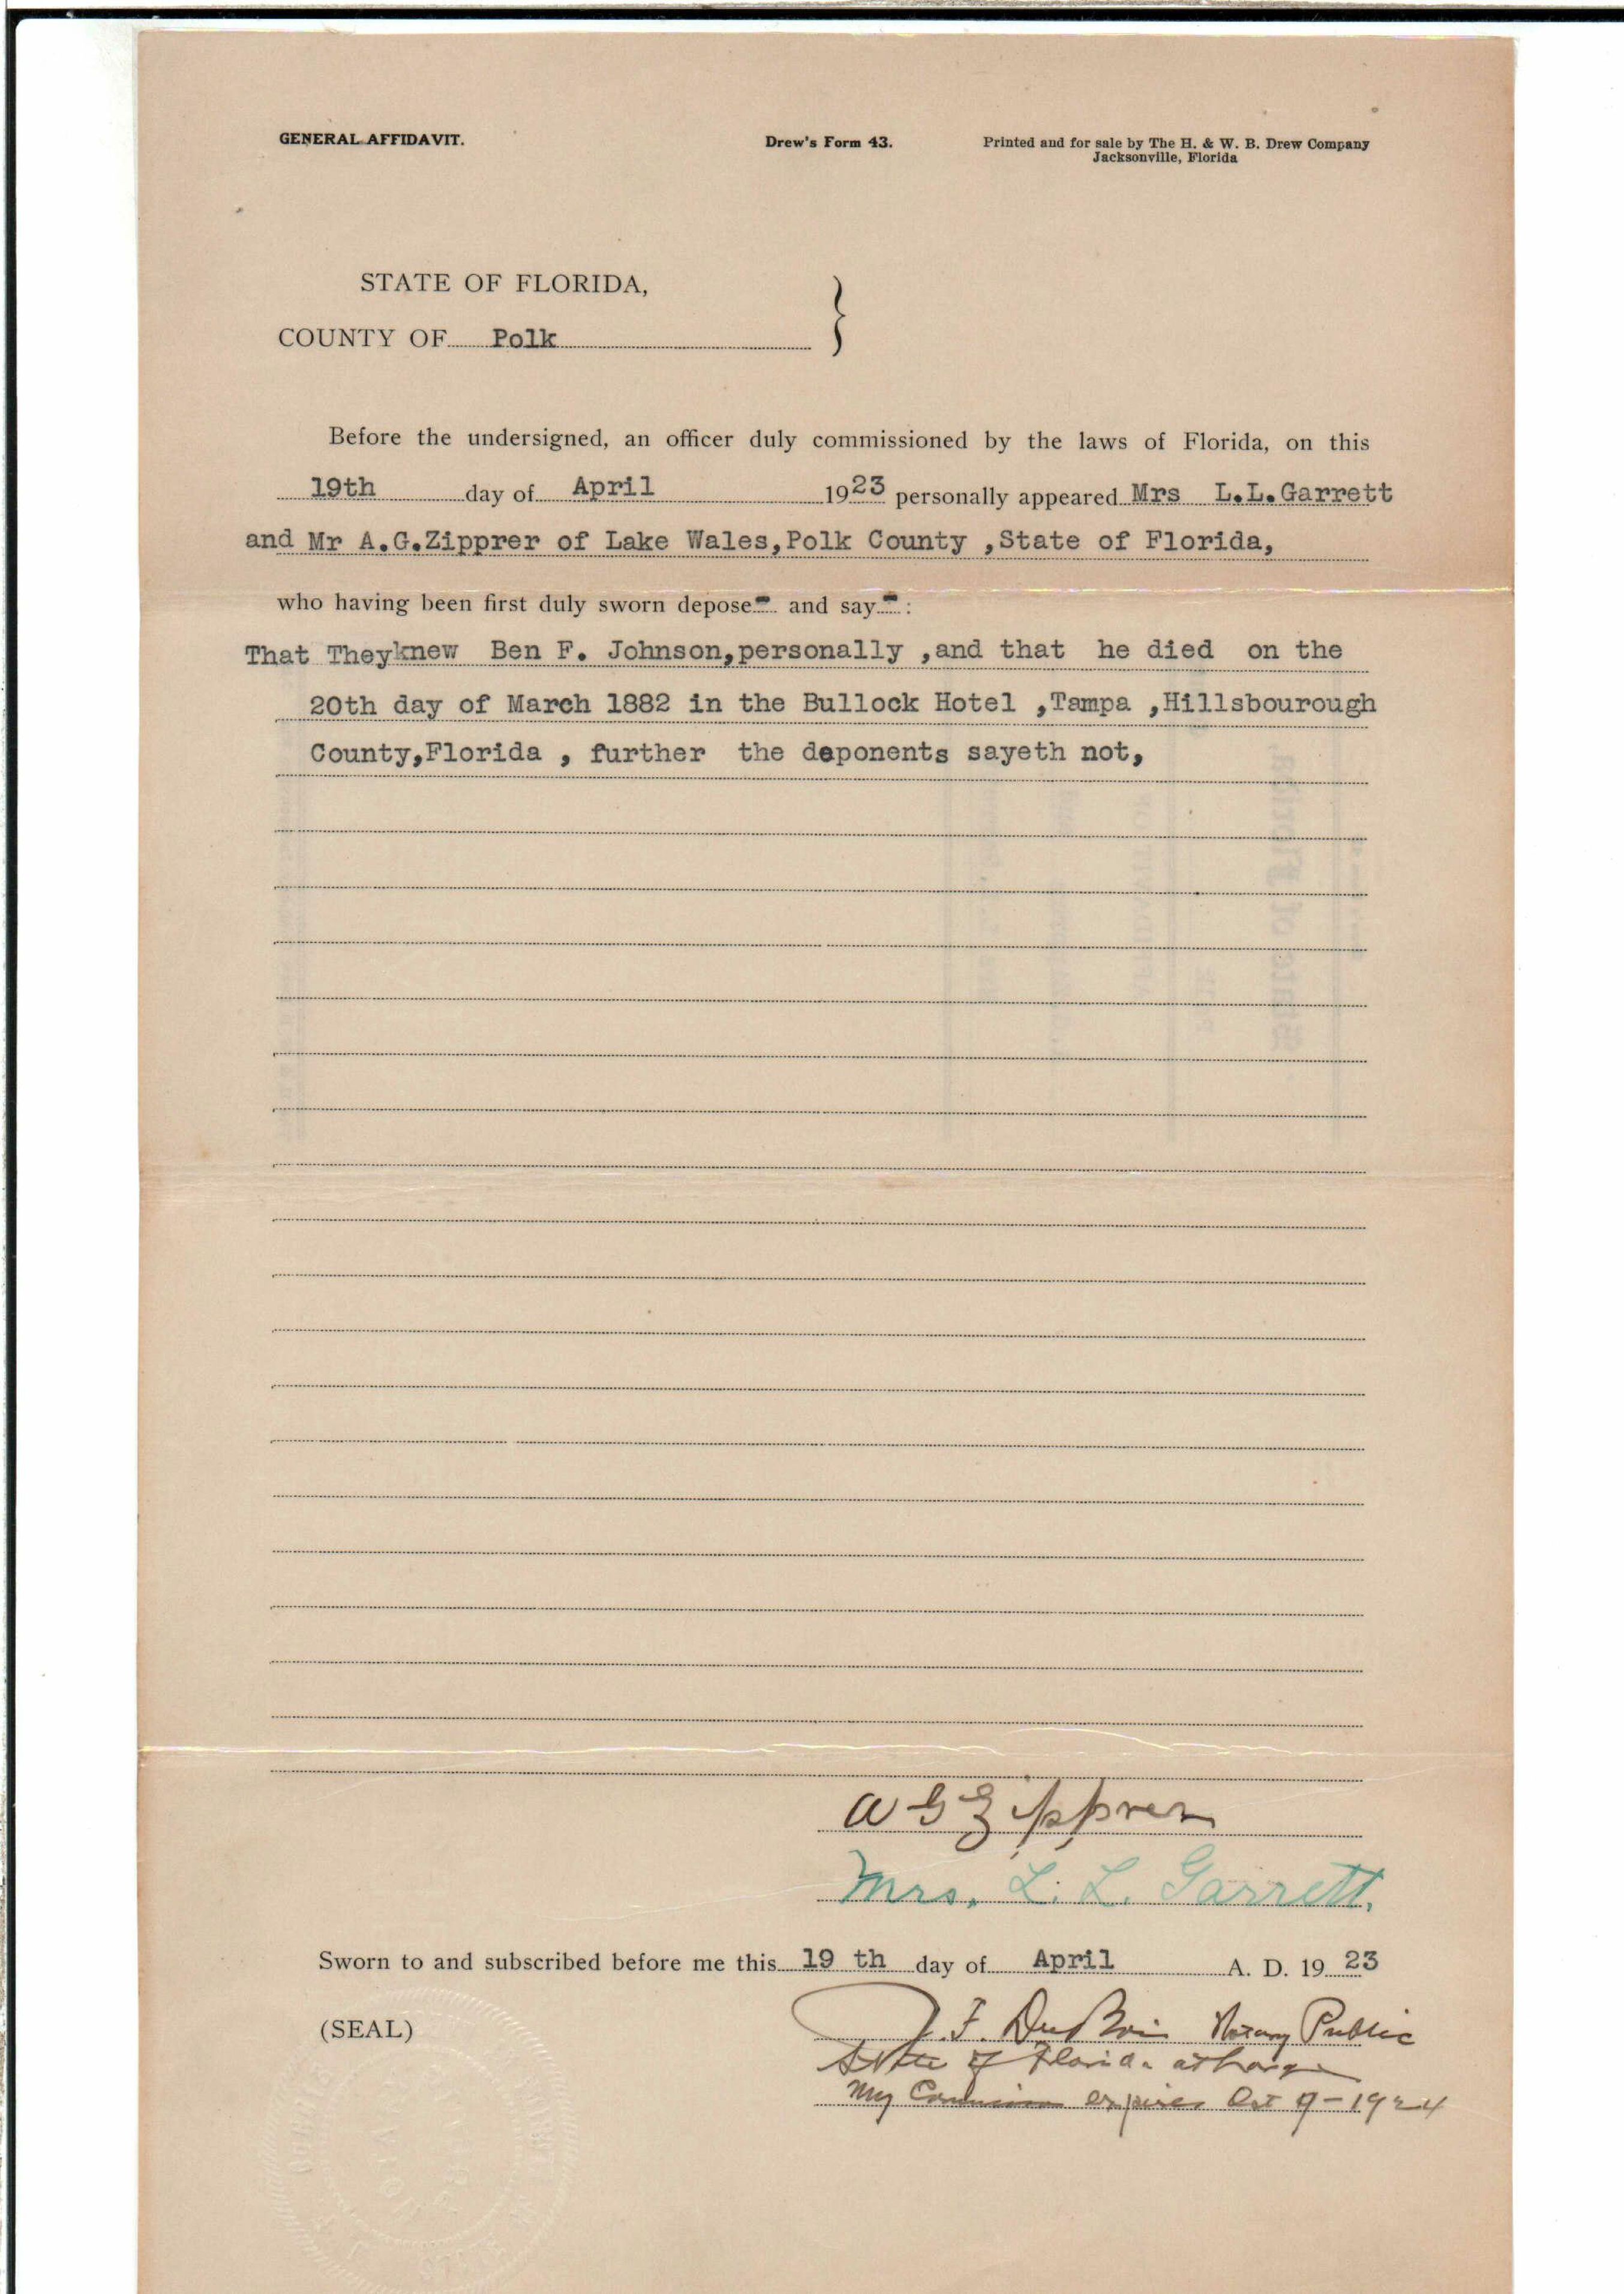 GENERAL AFFIDAVIT. Drew's Form 43. Printed and for sale by The H. & W. B. Drew Company
Jacksonville, Florida
STATE OF FLORIDA,
COUNTY OF Polk }
Before the undersigned, an officer duly commissioned by the laws of Florida, on this
19th day of April 1923 personally appeared Mrs L.L.Garrett
and Mr A.G.Zipprer of Lake Wales,Polk County ,State of Florida,
who having been first duly sworn depose- and say-:
That Theyknew Ben F. Johnson,personally ,and that he died on the
20th day of March 1882 in the Bullock Hotel ,Tampa ,Hillsbourough
County,Florida , further the deponents sayeth not,
A G Zipprer
Mrs. L. L. Garrett.
Sworn to and subscribed before me this 19 th day of April A. D. 19 23
(SEAL) J. F. DuBois Notary Public
State of Florida at Large
My Commission expires Oct 9-1924